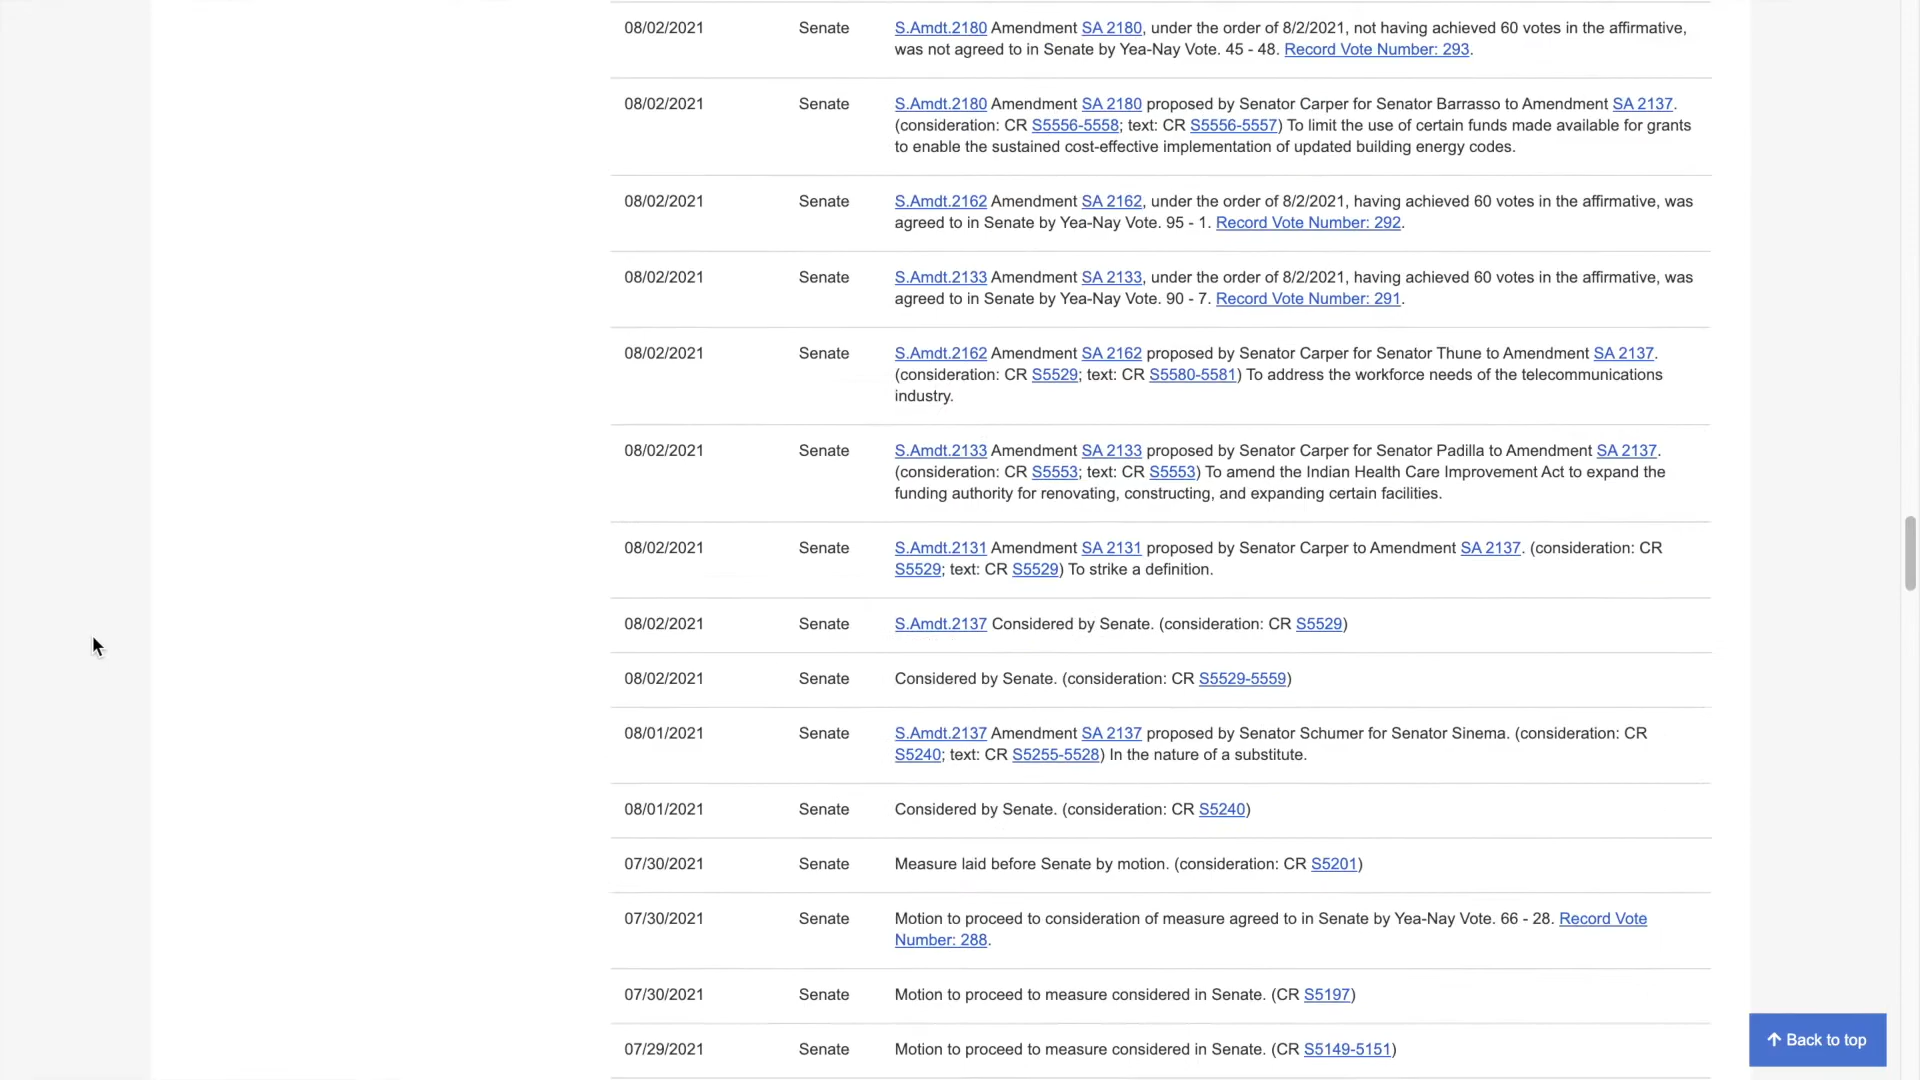 08/02/2021 Senate S.Amdt.2180 Amendment SA 2180, under the order of 8/2/2021, not having achieved 60 votes in the affirmative,
was not agreed to in Senate by Yea-Nay Vote. 45 - 48. Record Vote Number: 293.
08/02/2021 Senate S.Amdt.2180 Amendment SA 2180 proposed by Senator Carper for Senator Barrasso to Amendment SA 2137.
(consideration: CR S5556-5558; text: CR S5556-5557) To limit the use of certain funds made available for grants
to enable the sustained cost-effective implementation of updated building energy codes.
08/02/2021 Senate S.Amdt.2162 Amendment SA 2162, under the order of 8/2/2021, having achieved 60 votes in the affirmative, was
agreed to in Senate by Yea-Nay Vote. 95 - 1. Record Vote Number: 292.
08/02/2021 Senate S.Amdt.2133 Amendment SA 2133, under the order of 8/2/2021, having achieved 60 votes in the affirmative, was
agreed to in Senate by Yea-Nay Vote. 90 - 7. Record Vote Number: 291.
08/02/2021 Senate S.Amdt.2162 Amendment SA 2162 proposed by Senator Carper for Senator Thune to Amendment SA 2137.
(consideration: CR S5529; text: CR S5580-5581) To address the workforce needs of the telecommunications
industry.
08/02/2021 Senate S.Amdt.2133 Amendment SA 2133 proposed by Senator Carper for Senator Padilla to Amendment SA 2137.
(consideration: CR S5553; text: CR S5553) To amend the Indian Health Care Improvement Act to expand the
funding authority for renovating, constructing, and expanding certain facilities.
08/02/2021 Senate S.Amdt.2131 Amendment SA 2131 proposed by Senator Carper to Amendment SA 2137. (consideration: CR
S5529; text: CR S5529) To strike a definition.
08/02/2021 Senate S.Amdt.2137 Considered by Senate. (consideration: CR S5529)
08/02/2021 Senate Considered by Senate. (consideration: CR S5529-5559)
08/01/2021 Senate S.Amdt.2137 Amendment SA 2137 proposed by Senator Schumer for Senator Sinema. (consideration: CR
S5240; text: CR S5255-5528) In the nature of a substitute.
08/01/2021 Senate Considered by Senate. (consideration: CR S5240)
07/30/2021 Senate Measure laid before Senate by motion. (consideration: CR S5201)
07/30/2021 Senate Motion to proceed to consideration of measure agreed to in Senate by Yea-Nay Vote. 66 - 28. Record Vote
Number: 288.
07/30/2021 Senate Motion to proceed to measure considered in Senate. (CR S5197)
07/29/2021 Senate Motion to proceed to measure considered in Senate. (CR S5149-5151)
Back to top